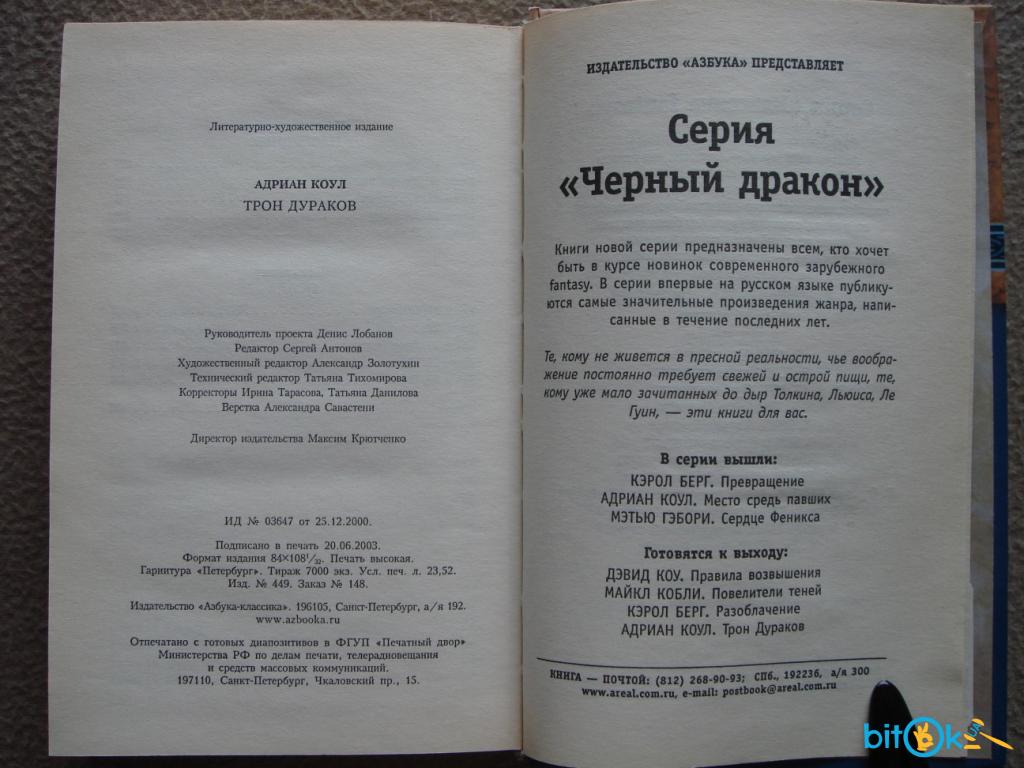 Литературно-художественное издание
АДРИАН КОУЛ
ТРОН ДУРАКОВ
Руководитель проекта Денис Лобанов
Редактор Сергей Антонов
Художественный редактор Александр Золотухин
Технический редактор Татьяна Тихомирова
Корректоры Ирина Тарасова, Татьяна Данилова
Верстка Александра Савастени
Директор издательства Максим Крютченко
ИД № 03647 от 25.12.2000.
Подписано в печать 20.06.2003.
Формат издания 84×108 1/32. Печать высокая.
Гарнитура «Петербург». Тираж 7000 экз. Усл. печ. л. 23,52.
Изд. № 449. Заказ № 148.
Издательство «Азбука-классика». 196105, Санкт-Петербург, а/я 192.
www.azbooka.ru
Отпечатано с готовых диапозитивов в ФГУП «Печатный двор»
Министерства РФ по делам печати, телерадиовещания
и средств массовых коммуникаций.
197110, Санкт-Петербург, Чкаловский пр., 15.
ИЗДАТЕЛЬСТВО «АЗБУКА» ПРЕДСТАВЛЯЕТ
Серия
«Черный дракон»
Книги новой серии предназначены всем, кто хочет
быть в курсе новинок современного зарубежного
fantasy. В серии впервые на русском языке публику-
ются самые значительные произведения жанра, напи-
санные в течение последних лет.
Те, кому не живется в пресной реальности, чье вообра-
жение постоянно требует свежей и острой пищи, те,
кому уже мало зачитанных до дыр Толкина, Льюиса, Ле
Гуин, — эти книги для вас.
В серии вышли:
КЭРОЛ БЕРГ. Превращение
АДРИАН КОУЛ. Место средь павших
МЭТЬЮ ГЭБОРИ. Сердце Феникса
Готовятся к выходу:
ДЭВИД КОУ. Правила возвышения
МАЙКЛ КОБЛИ. Повелители теней
КЭРОЛ БЕРГ. Разоблачение
АДРИАН КОУЛ. Трон Дураков
КНИГА — ПОЧТОЙ: (812) 268-90-93; СПб., 192236, а/я 300
www.areal.com.ru, e-mail: postbook@areal.com.ru
bitOk.UA